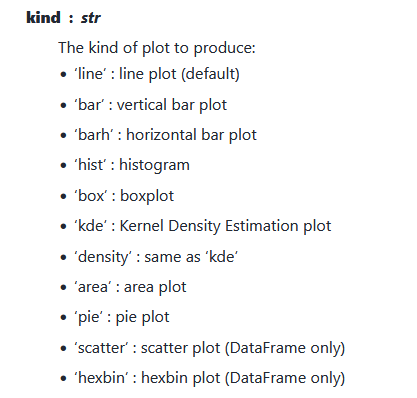 kind : str
The kind of plot to produce:
• ‘line’ : line plot (default)
• ‘bar’ : vertical bar plot
• ‘barh’ : horizontal bar plot
• ‘hist’ : histogram
• ‘box’ : boxplot
• ‘kde’ : Kernel Density Estimation plot
• ‘density’ : same as ‘kde’
• ‘area’ : area plot
• ‘pie’ : pie plot
• ‘scatter’ : scatter plot (DataFrame only)
• ‘hexbin’ : hexbin plot (DataFrame only)